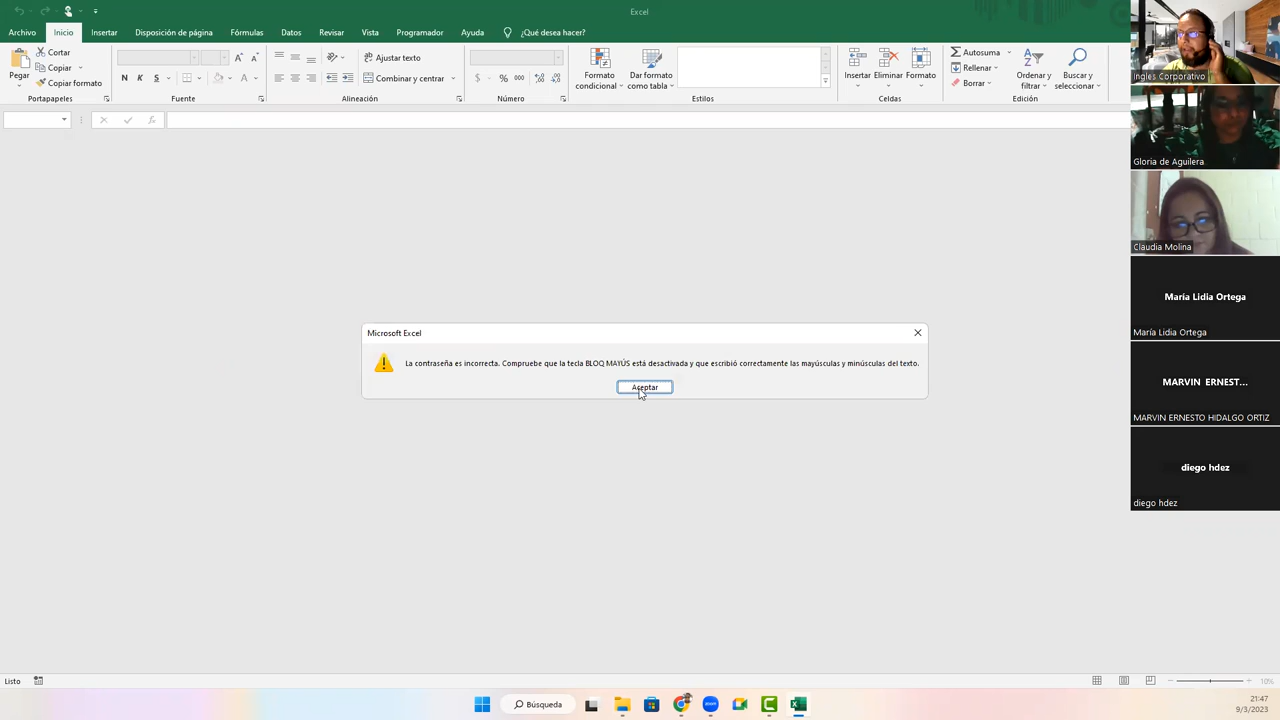 Excel
Archivo
Inicio
Insertar
Disposición de página
Fórmulas
Datos
Revisar
Vista
Programador
Ayuda
¿Qué desea hacer?
Pegar
Cortar
Copiar
Copiar formato
Portapapeles
N K S
Fuente
Ajustar texto
Combinar y centrar
Alineación
$ % 000
Número
Formato condicional
Dar formato como tabla
Estilos
Insertar
Eliminar
Formato
Celdas
Autosuma
Rellenar
Borrar
Ordenar y filtrar
Buscar y seleccionar
Edición
fx
Microsoft Excel
La contraseña es incorrecta. Compruebe que la tecla BLOQ MAYÚS está desactivada y que escribió correctamente las mayúsculas y minúsculas del texto.
Aceptar
Ingles Corporativo
Gloria de Aguilera
Claudia Molina
María Lidia Ortega
María Lidia Ortega
MARVIN ERNEST...
MARVIN ERNESTO HIDALGO ORTIZ
diego hdez
diego hdez
Listo
10%
Búsqueda
zoom
21:47
9/3/2023